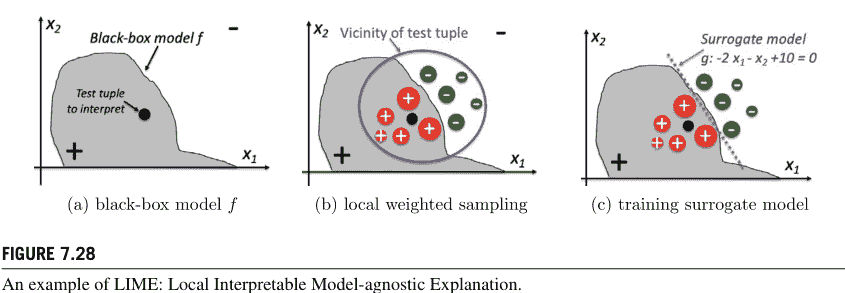 X₂
Black-box model f
−
Test tuple
to interpret
+
X₁
(a) black-box model f
X₂
Vicinity of test tuple
-
− − − − −
+ + + + +
+
X₁
(b) local weighted sampling
X₂
Surrogate model
g: -2 x₁ - x₂ +10 = 0
− − − − −
+ + + + +
+
X₁
(c) training surrogate model
FIGURE 7.28
An example of LIME: Local Interpretable Model-agnostic Explanation.